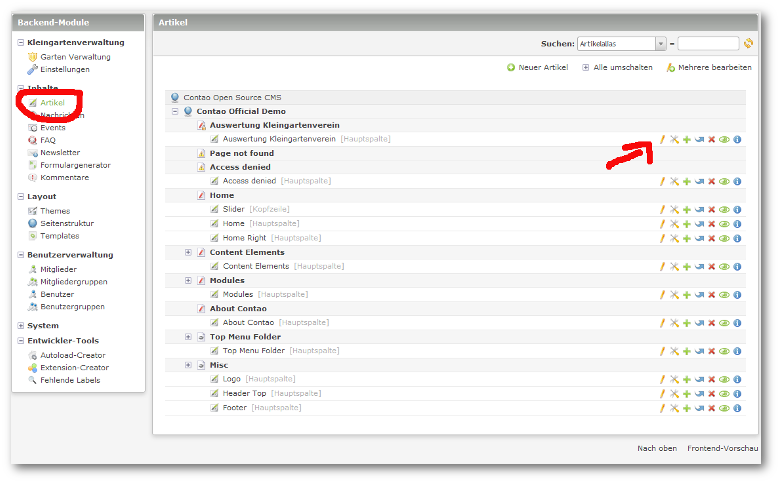 Backend-Module
Kleingartenverwaltung
Garten Verwaltung
Einstellungen
Inhalte
Artikel
Nachrichten
Events
FAQ
Newsletter
Formulargenerator
Kommentare
Layout
Themes
Seitenstruktur
Templates
Benutzerverwaltung
Mitglieder
Mitgliedergruppen
Benutzer
Benutzergruppen
System
Entwickler-Tools
Autoload-Creator
Extension-Creator
Fehlende Labels
Artikel
Suchen: Artikelalias =
Neuer Artikel Alle umschalten Mehrere bearbeiten
Contao Open Source CMS
Contao Official Demo
Auswertung Kleingartenverein
Auswertung Kleingartenverein [Hauptspalte]
Page not found
Access denied
Access denied [Hauptspalte]
Home
Slider [Kopfzeile]
Home [Hauptspalte]
Home Right [Hauptspalte]
Content Elements
Content Elements [Hauptspalte]
Modules
Modules [Hauptspalte]
About Contao
About Contao [Hauptspalte]
Top Menu Folder
Top Menu Folder [Hauptspalte]
Misc
Logo [Hauptspalte]
Header Top [Hauptspalte]
Footer [Hauptspalte]
Nach oben Frontend-Vorschau